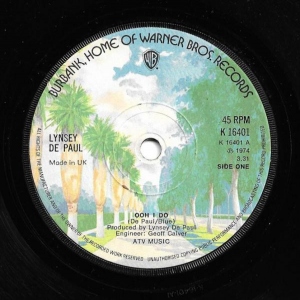 BURBANK, HOME OF WARNER BROS. RECORDS
WB
LYNSEY
DE PAUL
Made in UK
45 RPM
K 16401
K 16401 A
℗ 1974
3.31
SIDE ONE
OOH I DO
(De Paul/Blue)
Produced by Lynsey De Paul
Engineer: Geoff Calver
ATV MUSIC